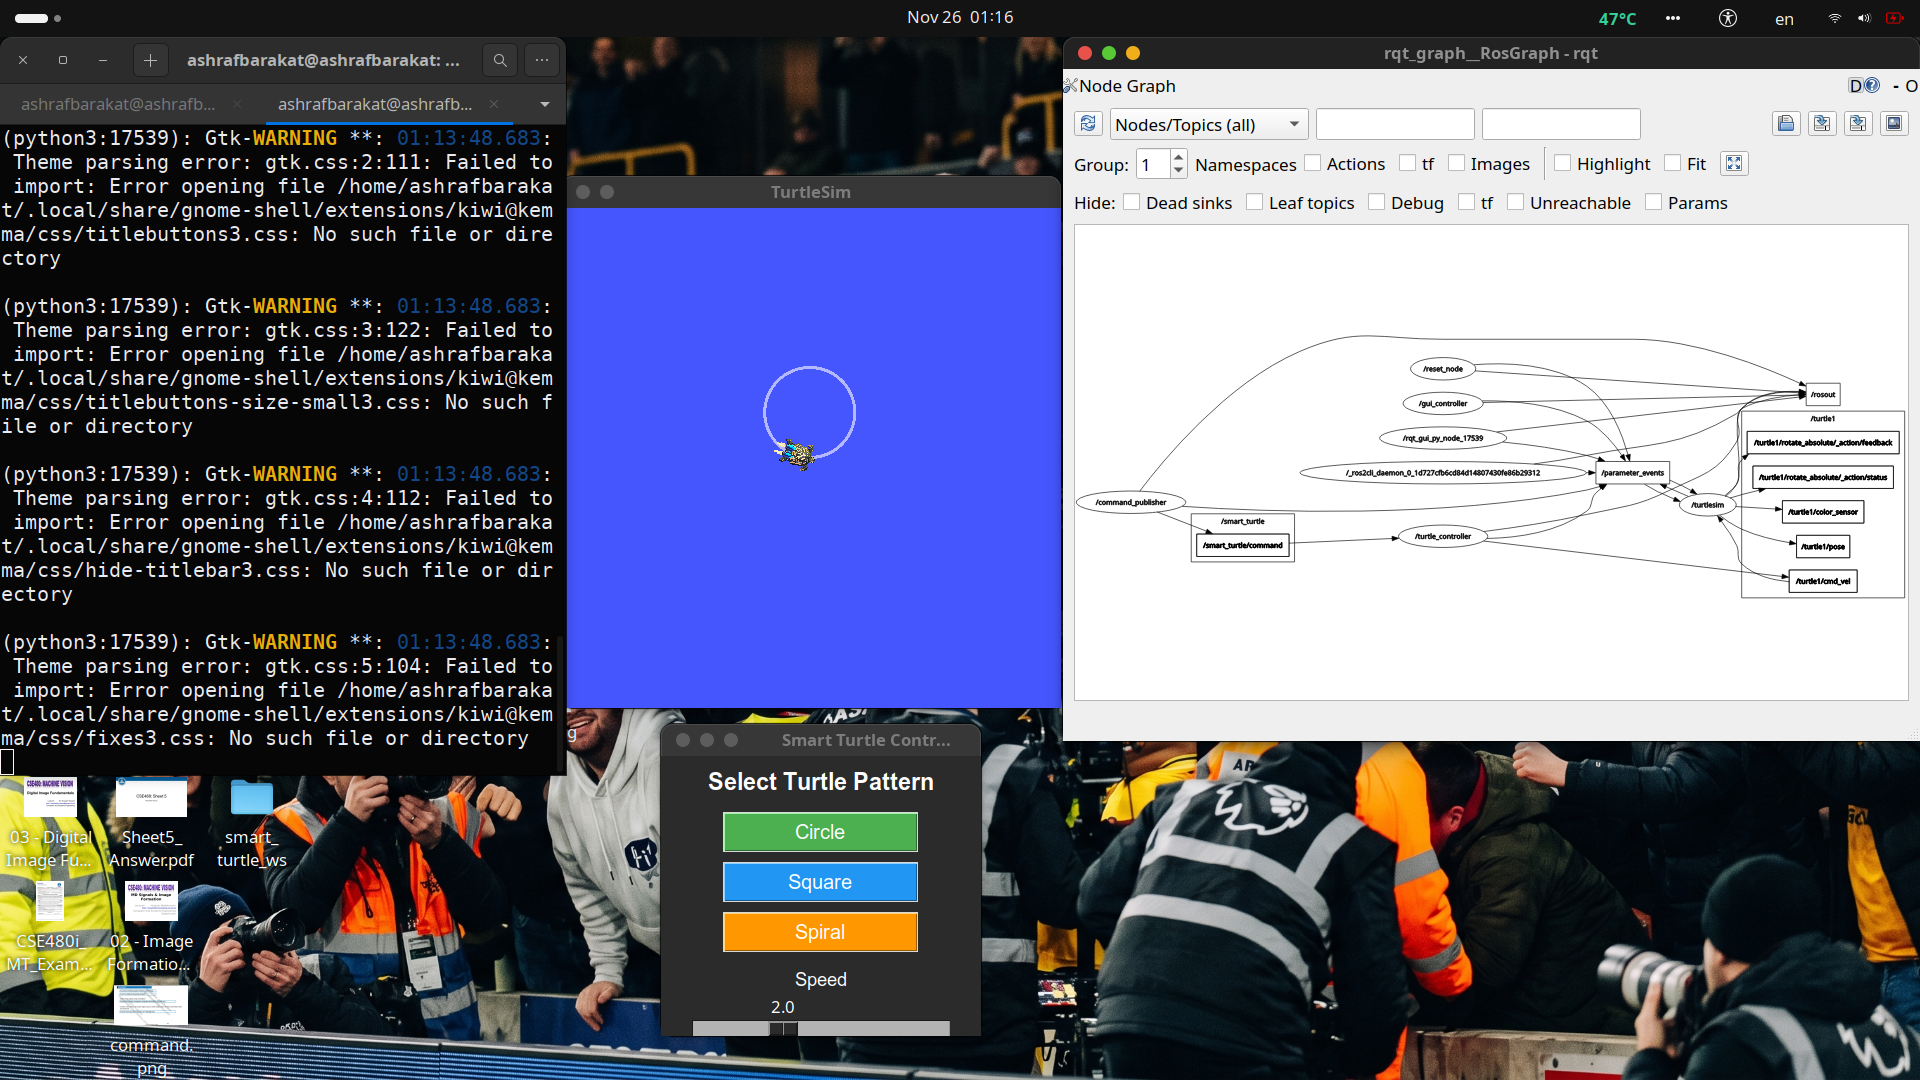 Nov 26 01:16
47°C
en
ashrafbarakat@ashrafbarakat: ...
ashrafbarakat@ashrafb...
ashrafbarakat@ashrafb...
(python3:17539): Gtk-WARNING **: 01:13:48.683:
Theme parsing error: gtk.css:2:111: Failed to
import: Error opening file /home/ashrafbaraka
t/.local/share/gnome-shell/extensions/kiwi@kem
ma/css/titlebuttons3.css: No such file or dire
ctory
(python3:17539): Gtk-WARNING **: 01:13:48.683:
Theme parsing error: gtk.css:3:122: Failed to
import: Error opening file /home/ashrafbaraka
t/.local/share/gnome-shell/extensions/kiwi@kem
ma/css/titlebuttons-size-small3.css: No such f
ile or directory
(python3:17539): Gtk-WARNING **: 01:13:48.683:
Theme parsing error: gtk.css:4:112: Failed to
import: Error opening file /home/ashrafbaraka
t/.local/share/gnome-shell/extensions/kiwi@kem
ma/css/hide-titlebar3.css: No such file or dir
ectory
(python3:17539): Gtk-WARNING **: 01:13:48.683:
Theme parsing error: gtk.css:5:104: Failed to
import: Error opening file /home/ashrafbaraka
t/.local/share/gnome-shell/extensions/kiwi@kem
ma/css/fixes3.css: No such file or directory
TurtleSim
g
Smart Turtle Contr...
Select Turtle Pattern
Circle
Square
Spiral
Speed
2.0
rqt_graph__RosGraph - rqt
Node Graph
D
- O
Nodes/Topics (all)
Group: 1 Namespaces Actions tf Images Highlight Fit
Hide: Dead sinks Leaf topics Debug tf Unreachable Params
/reset_node
/gui_controller
/rqt_gui_py_node_17539
/_ros2cli_daemon_0_1d727cfb6cd84d14807430fe86b29312
/command_publisher
/smart_turtle
/smart_turtle/command
/turtle_controller
/parameter_events
/turtlesim
/rosout
/turtle1
/turtle1/rotate_absolute/_action/feedback
/turtle1/rotate_absolute/_action/status
/turtle1/color_sensor
/turtle1/pose
/turtle1/cmd_vel
CSE480: MACHINE VISION
03 - Digital
Image Fu...
CSE480: Sheet 5
Sheet5_
Answer.pdf
smart_
turtle_ws
CSE480i_
MT_Exam...
CSE480: MACHINE VISION
02 - Image
Formatio...
command.
png